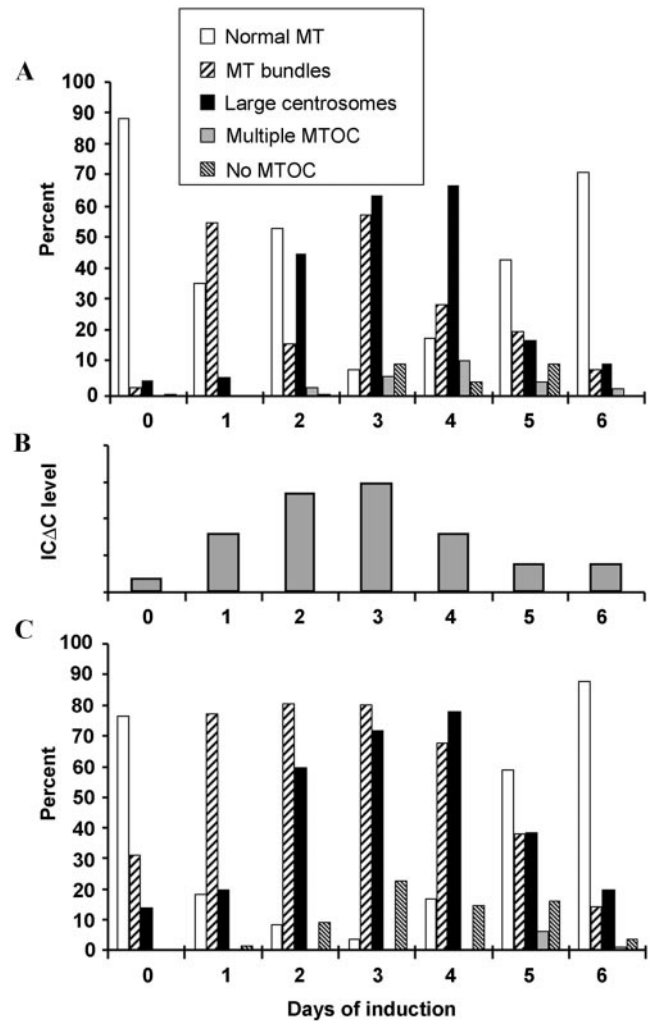 Normal MT
MT bundles
Large centrosomes
Multiple MTOC
No MTOC
A
100
90
80
70
60
50
40
30
20
10
0
Percent
0 1 2 3 4 5 6
B
ICΔC level
0 1 2 3 4 5 6
C
100
90
80
70
60
50
40
30
20
10
0
Percent
0 1 2 3 4 5 6
Days of induction